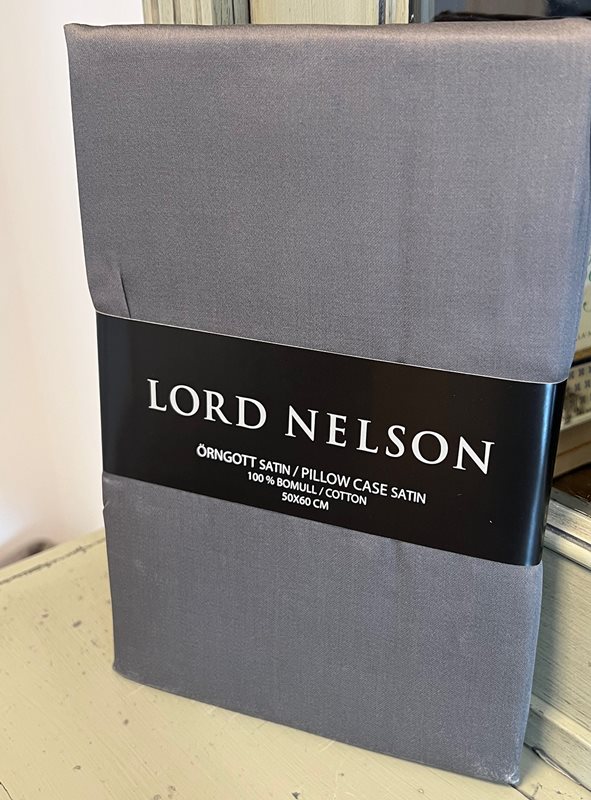 LORD NELSON
ÖRNGOTT SATIN / PILLOW CASE SATIN
100 % BOMULL / COTTON
50X60 CM